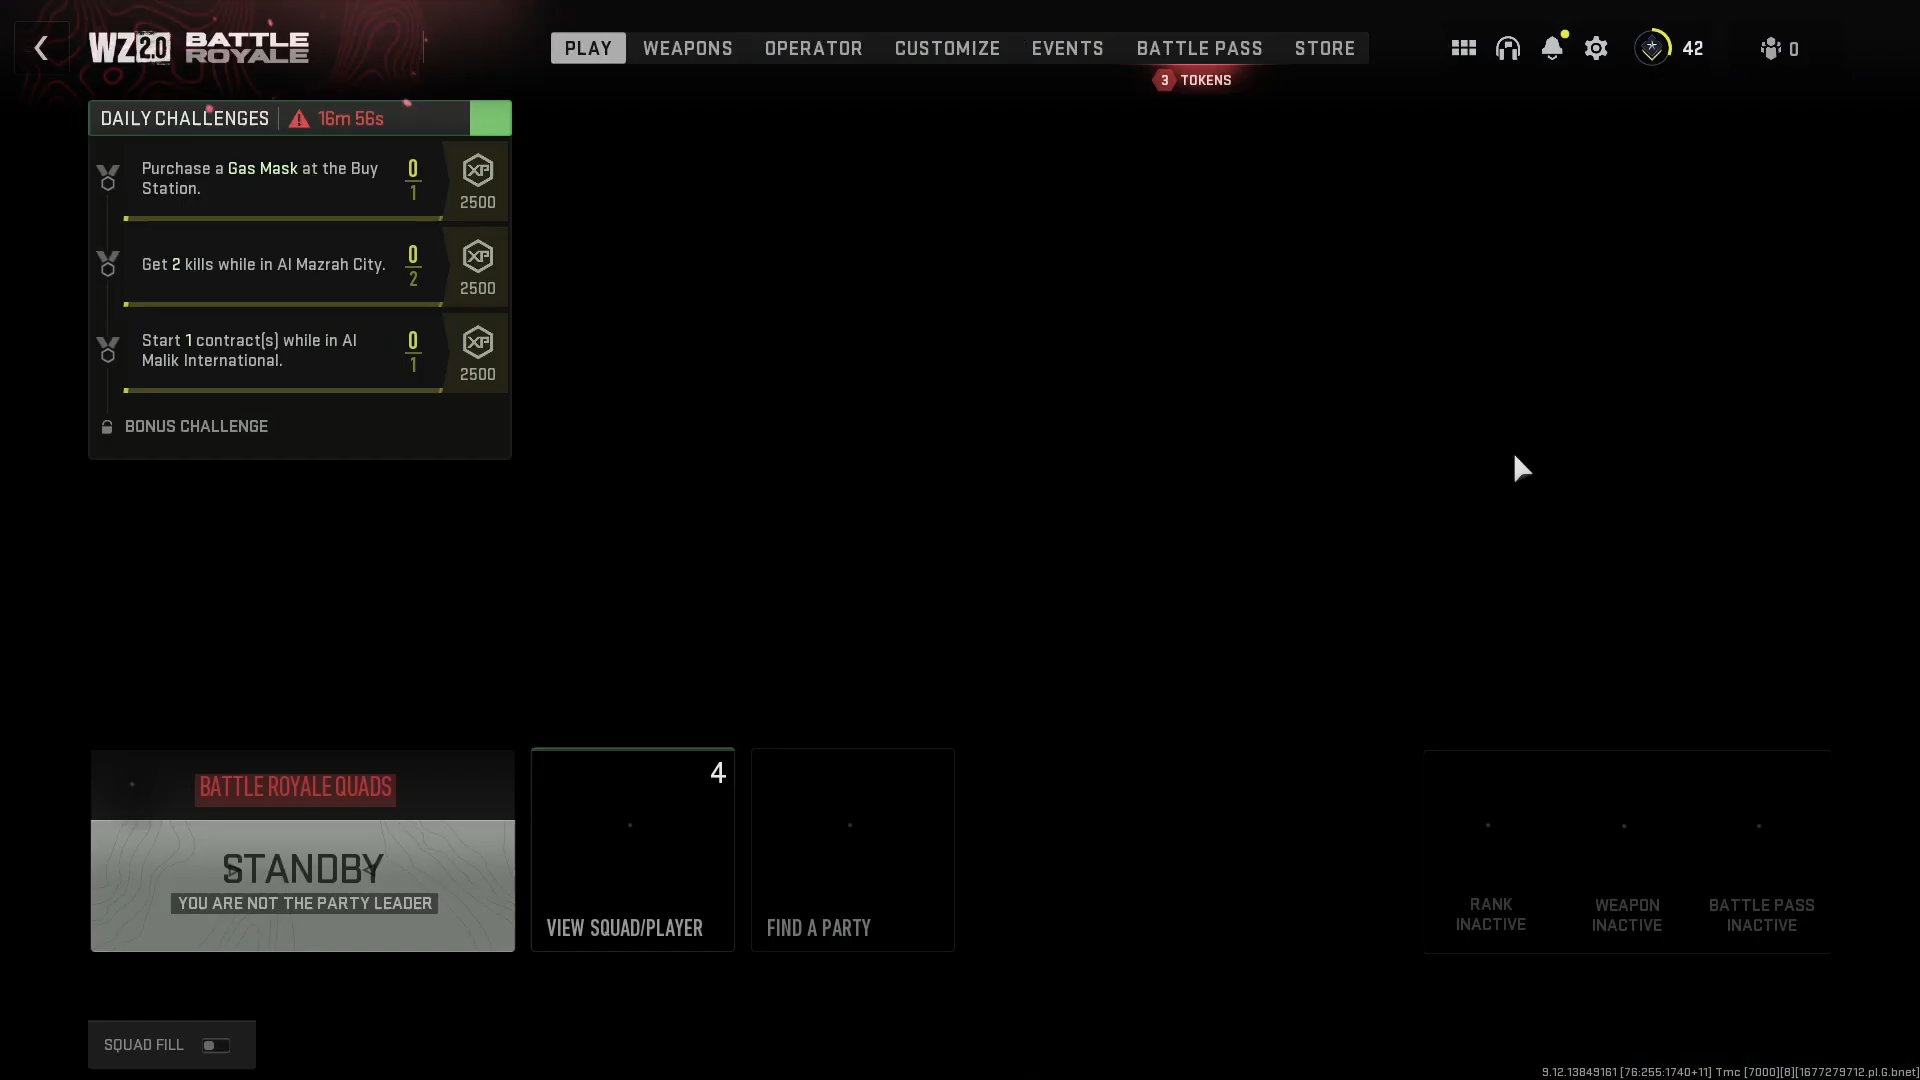 WZ2.0 BATTLE ROYALE
PLAY WEAPONS OPERATOR CUSTOMIZE EVENTS BATTLE PASS STORE
42
0
3 TOKENS
DAILY CHALLENGES 16m 56s
Purchase a Gas Mask at the Buy
Station.
0
1
XP
2500
Get 2 kills while in Al Mazrah City.
0
2
XP
2500
Start 1 contract(s) while in Al
Malik International.
0
1
XP
2500
BONUS CHALLENGE
BATTLE ROYALE QUADS
STANDBY
YOU ARE NOT THE PARTY LEADER
4
VIEW SQUAD/PLAYER
FIND A PARTY
RANK
INACTIVE
WEAPON
INACTIVE
BATTLE PASS
INACTIVE
SQUAD FILL
9.12.13849161 [76:255:1740+11] Tmc [7000][8][1677279712.pl.G.bnet]